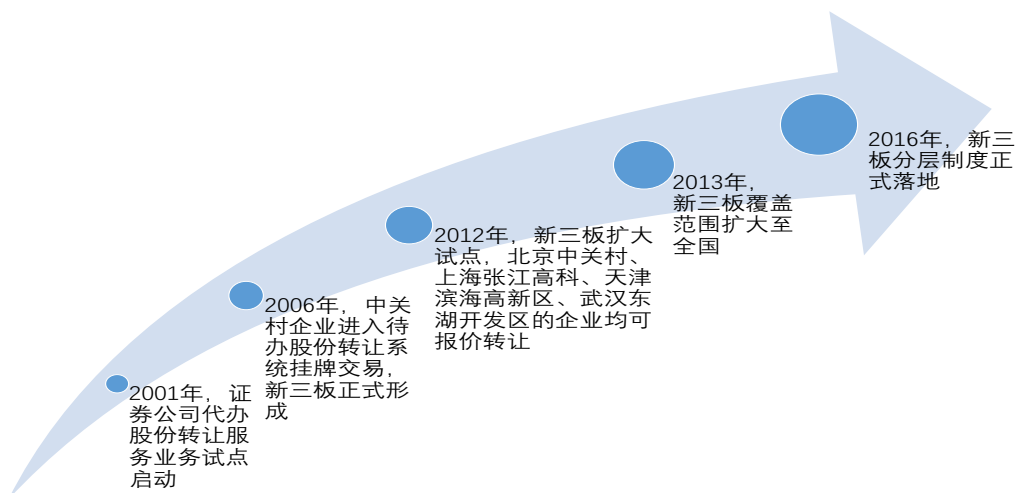 2001年，证
券公司代办
股份转让服
务业务试点
启动
2006年，中关
村企业进入待
办股份转让系
统挂牌交易，
新三板正式形
成
2012年，新三板扩大
试点，北京中关村、
上海张江高科、天津
滨海高新区、武汉东
湖开发区的企业均可
报价转让
2013年，
新三板覆盖
范围扩大至
全国
2016年，新三
板分层制度正
式落地